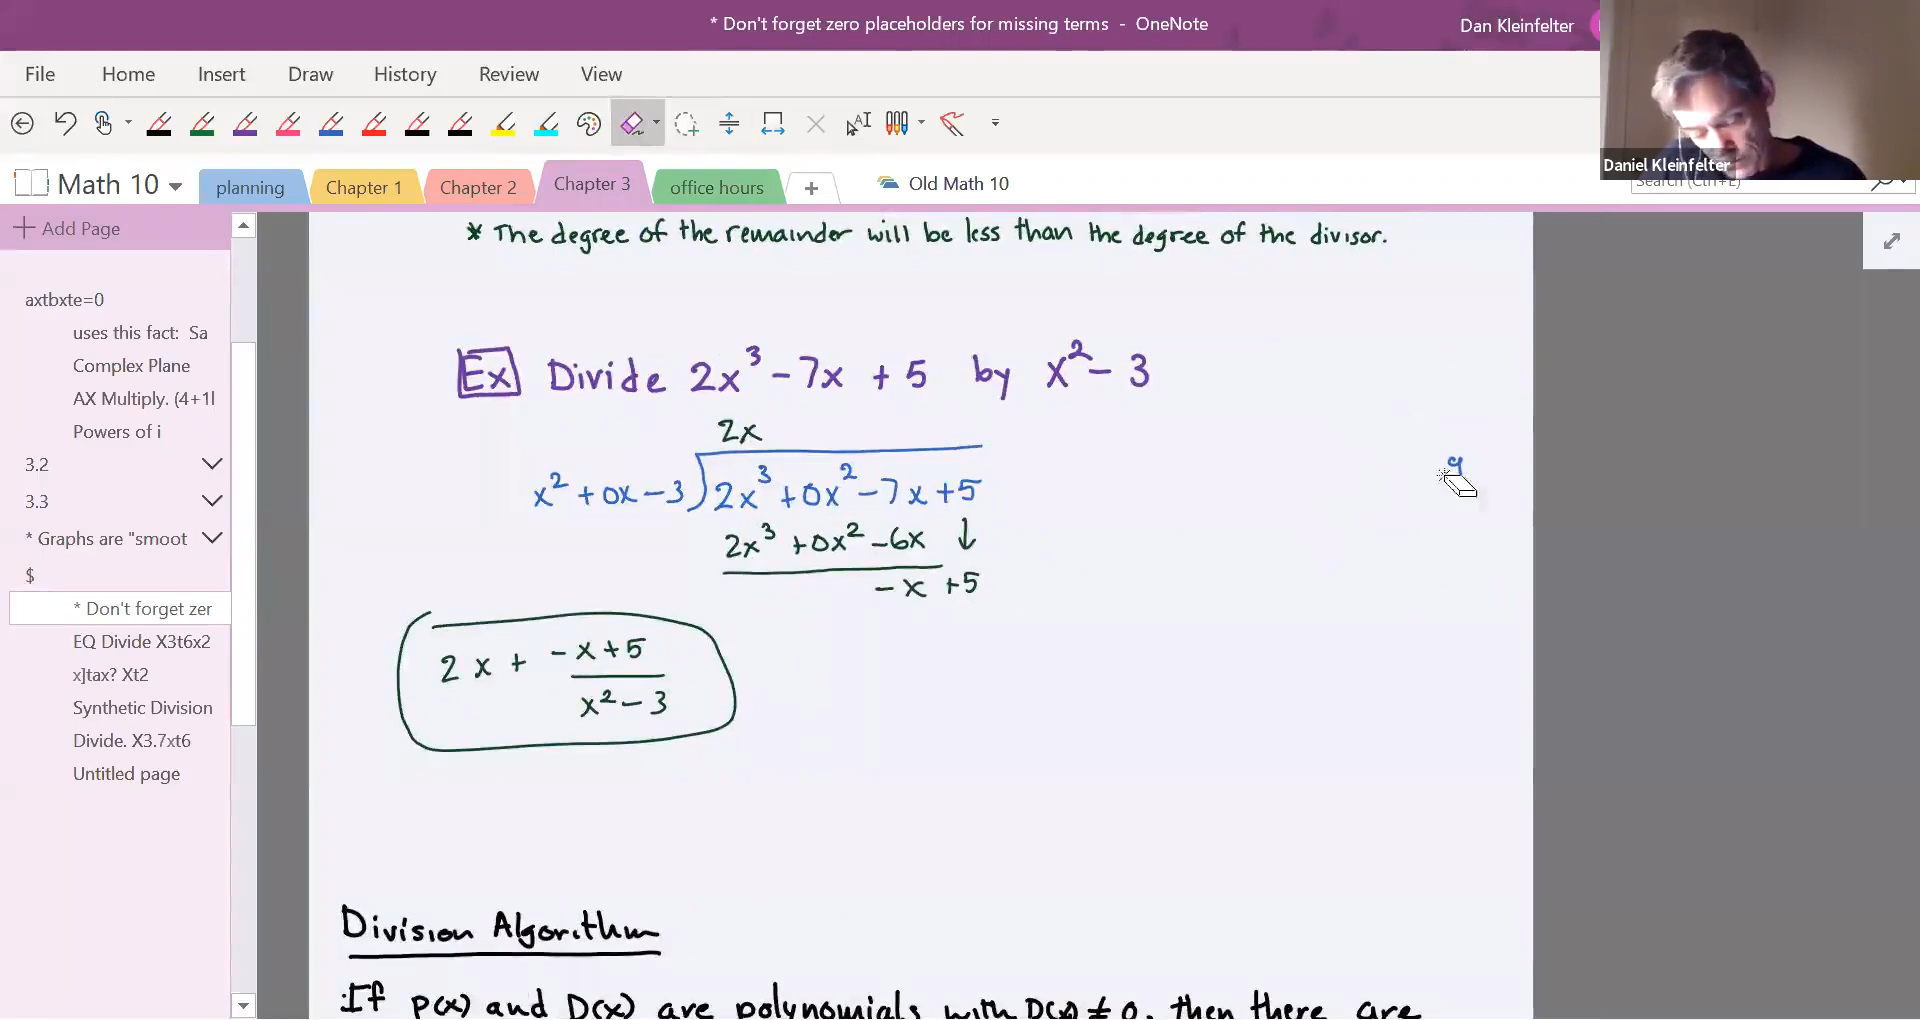 * Don't forget zero placeholders for missing terms - OneNote
Dan Kleinfelter
File Home Insert Draw History Review View
Daniel Kleinfelter
Math 10 planning Chapter 1 Chapter 2 Chapter 3 office hours + Old Math 10
Search (Ctrl+E)
+ Add Page
axtbxte=0
uses this fact: Sa
Complex Plane
AX Multiply. (4+1l
Powers of i
3.2
3.3
* Graphs are "smoot
$
* Don't forget zer
EQ Divide X3t6x2
x]tax? Xt2
Synthetic Division
Divide. X3.7xt6
Untitled page
* The degree of the remainder will be less than the degree of the divisor.
Ex Divide 2x³ - 7x + 5 by x² - 3
2x
x² + 0x - 3 ) 2x³ + 0x² - 7x + 5
2x³ + 0x² - 6x ↓
- x + 5
2x + -x+5
x² - 3
Division Algorithm
If P(x) and D(x) are polynomials with D(x) ≠ 0, then there are